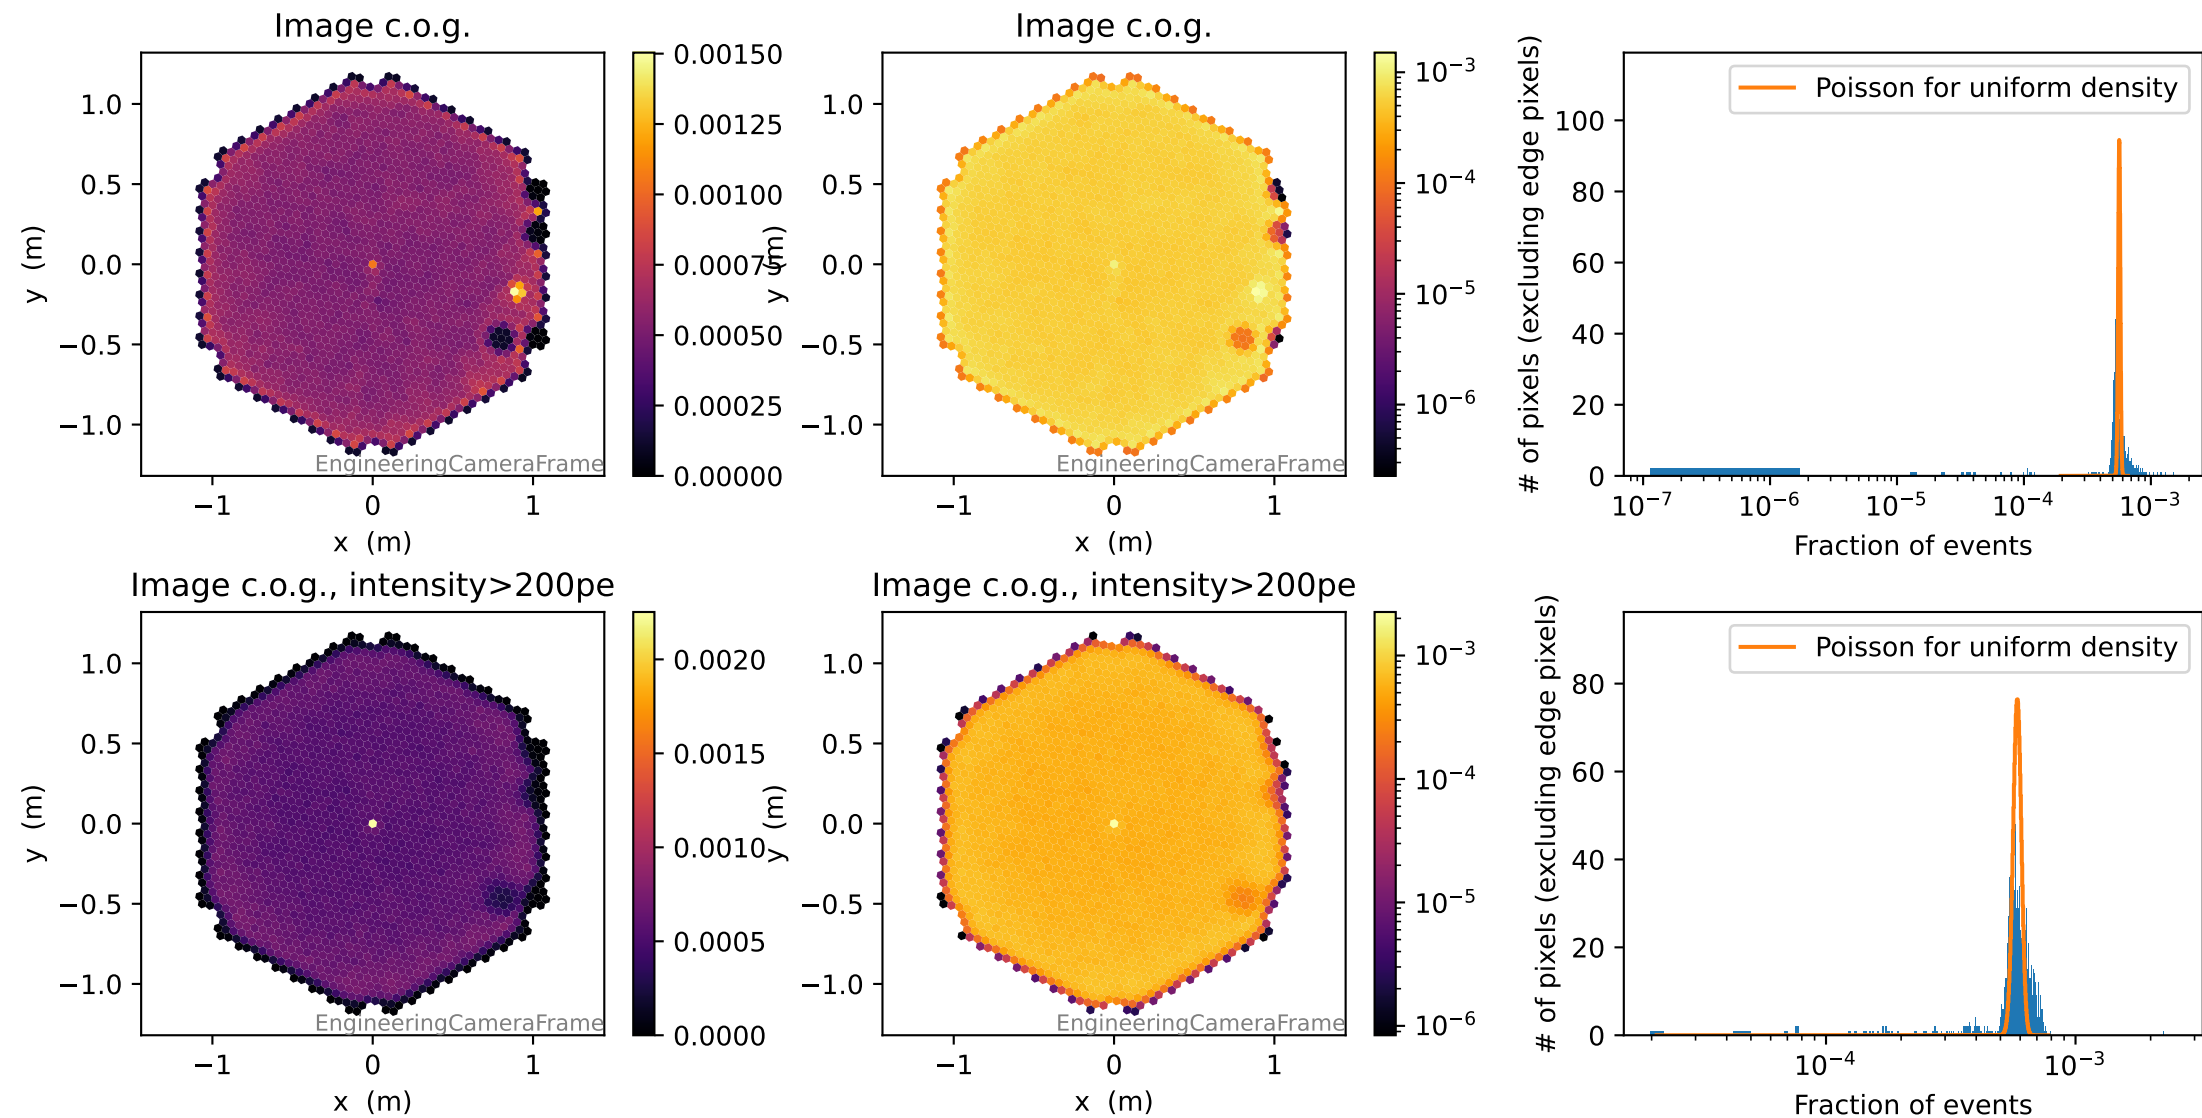 Image c.o.g.
1.0
0.5
0.0
−0.5
−1.0
y (m)
−1 0 1
x (m)
EngineeringCameraFrame
0.00150
0.00125
0.00100
0.00075
0.00050
0.00025
0.00000
Image c.o.g.
1.0
0.5
0.0
−0.5
−1.0
y (m)
−1 0 1
x (m)
EngineeringCameraFrame
10⁻³
10⁻⁴
10⁻⁵
10⁻⁶
Poisson for uniform density
100
80
60
40
20
0
# of pixels (excluding edge pixels)
10⁻⁷ 10⁻⁶ 10⁻⁵ 10⁻⁴ 10⁻³
Fraction of events
Image c.o.g., intensity>200pe
1.0
0.5
0.0
−0.5
−1.0
y (m)
−1 0 1
x (m)
EngineeringCameraFrame
0.0020
0.0015
0.0010
0.0005
0.0000
Image c.o.g., intensity>200pe
1.0
0.5
0.0
−0.5
−1.0
y (m)
−1 0 1
x (m)
EngineeringCameraFrame
10⁻³
10⁻⁴
10⁻⁵
10⁻⁶
Poisson for uniform density
80
60
40
20
0
# of pixels (excluding edge pixels)
10⁻⁴ 10⁻³
Fraction of events